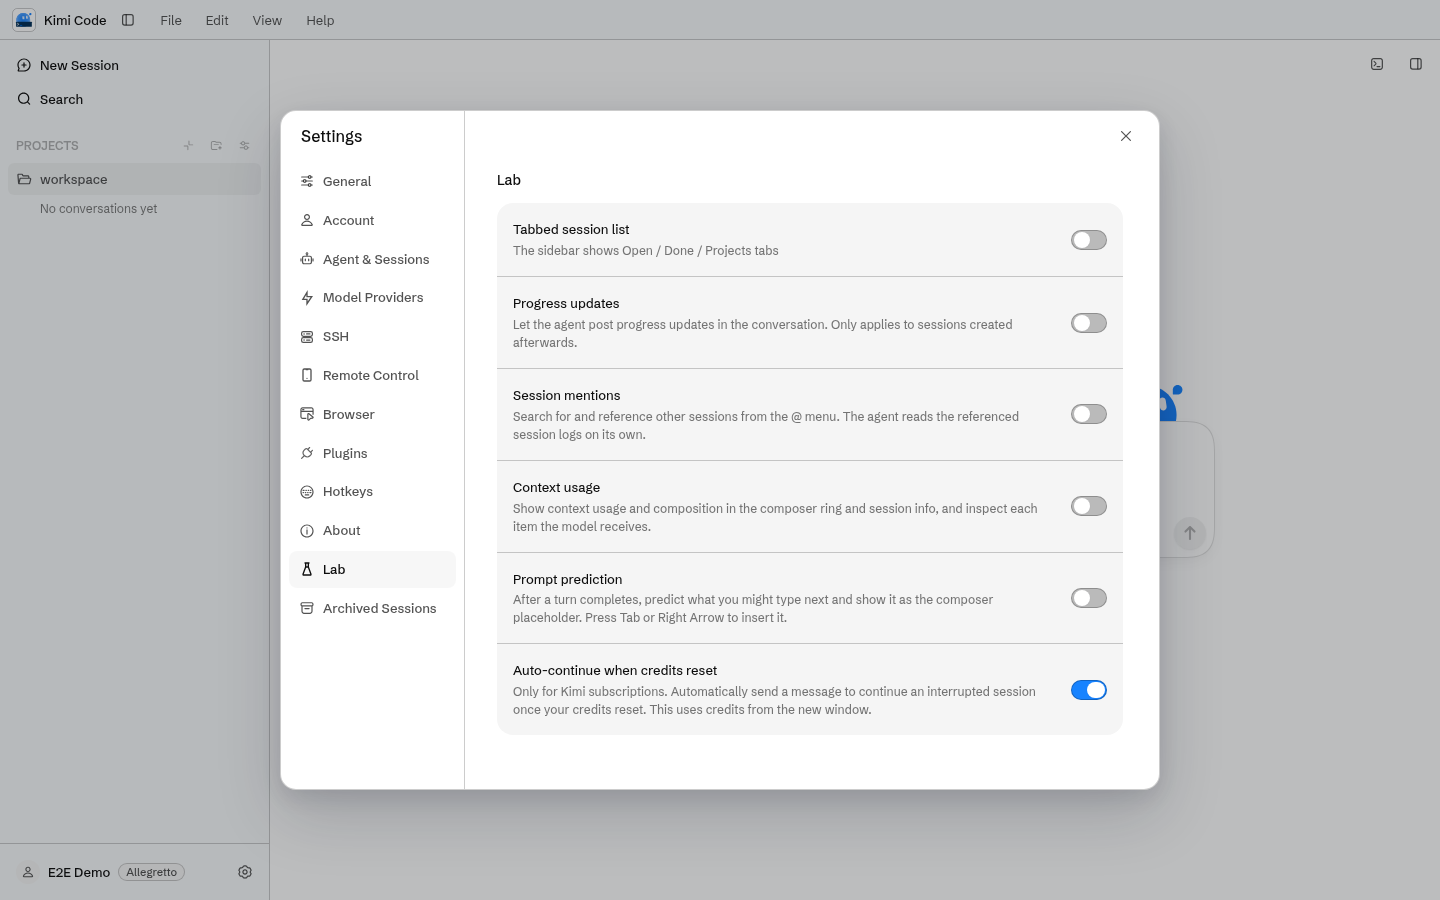 Kimi Code
File
Edit
View
Help
New Session
Search
PROJECTS
workspace
No conversations yet
E2E Demo
Allegretto
Settings
General
Account
Agent & Sessions
Model Providers
SSH
Remote Control
Browser
Plugins
Hotkeys
About
Lab
Archived Sessions
Lab
Tabbed session list
The sidebar shows Open / Done / Projects tabs
Progress updates
Let the agent post progress updates in the conversation. Only applies to sessions created
afterwards.
Session mentions
Search for and reference other sessions from the @ menu. The agent reads the referenced
session logs on its own.
Context usage
Show context usage and composition in the composer ring and session info, and inspect each
item the model receives.
Prompt prediction
After a turn completes, predict what you might type next and show it as the composer
placeholder. Press Tab or Right Arrow to insert it.
Auto-continue when credits reset
Only for Kimi subscriptions. Automatically send a message to continue an interrupted session
once your credits reset. This uses credits from the new window.